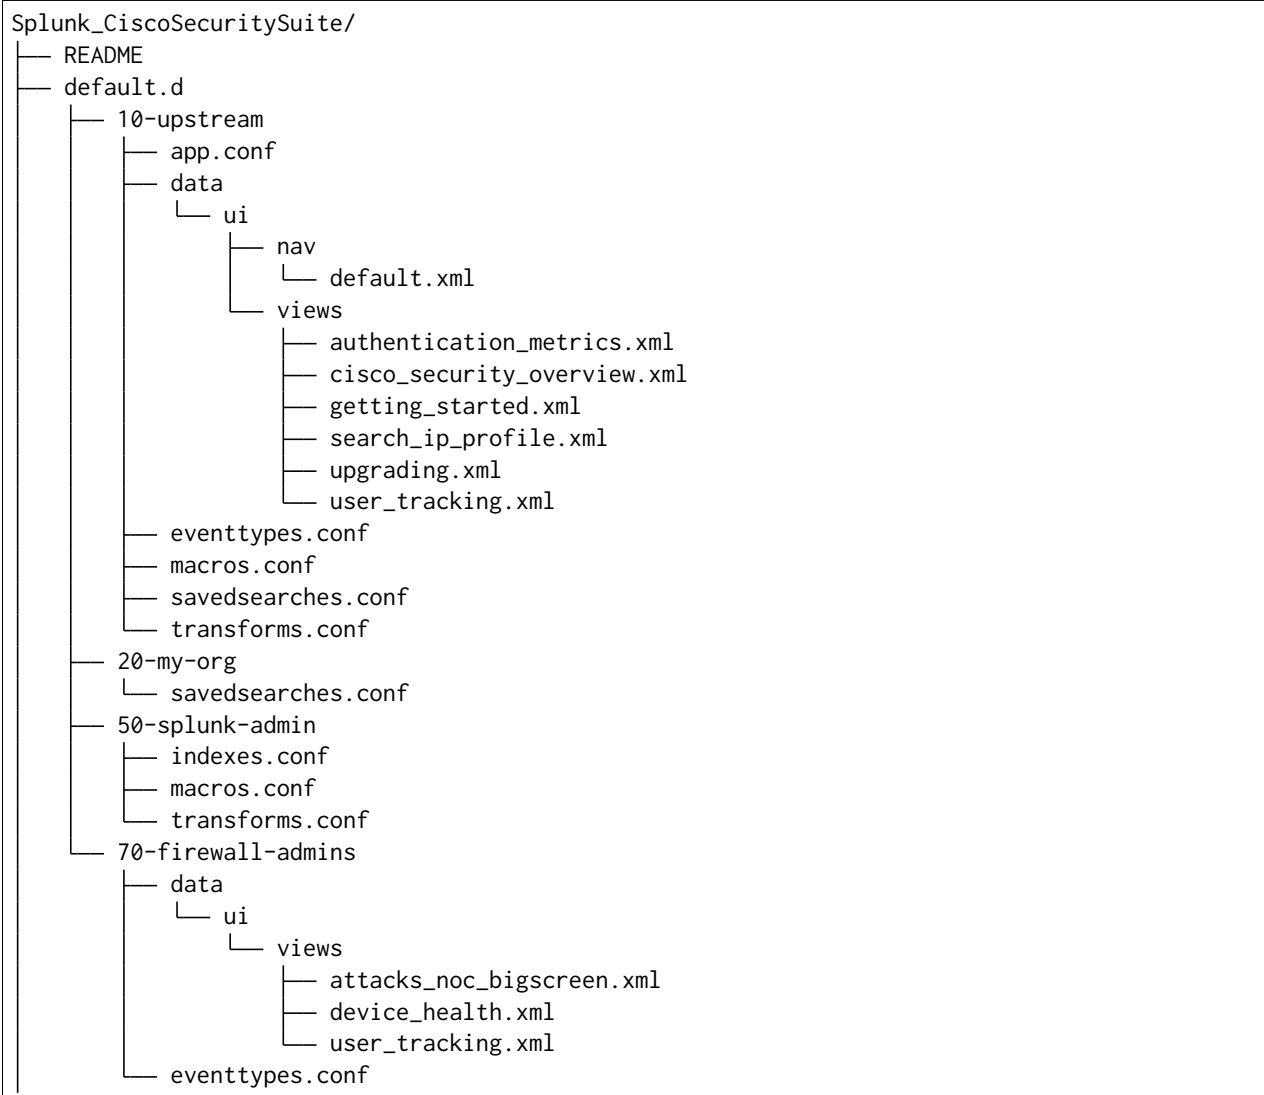 Splunk_CiscoSecuritySuite/
├── README
├── default.d
│   ├── 10-upstream
│   │   ├── app.conf
│   │   ├── data
│   │   │   └── ui
│   │   │       ├── nav
│   │   │       │   └── default.xml
│   │   │       └── views
│   │   │           ├── authentication_metrics.xml
│   │   │           ├── cisco_security_overview.xml
│   │   │           ├── getting_started.xml
│   │   │           ├── search_ip_profile.xml
│   │   │           ├── upgrading.xml
│   │   │           └── user_tracking.xml
│   │   ├── eventtypes.conf
│   │   ├── macros.conf
│   │   ├── savedsearches.conf
│   │   └── transforms.conf
│   ├── 20-my-org
│   │   └── savedsearches.conf
│   ├── 50-splunk-admin
│   │   ├── indexes.conf
│   │   ├── macros.conf
│   │   └── transforms.conf
│   └── 70-firewall-admins
│       ├── data
│       │   └── ui
│       │       └── views
│       │           ├── attacks_noc_bigscreen.xml
│       │           ├── device_health.xml
│       │           └── user_tracking.xml
│       └── eventtypes.conf